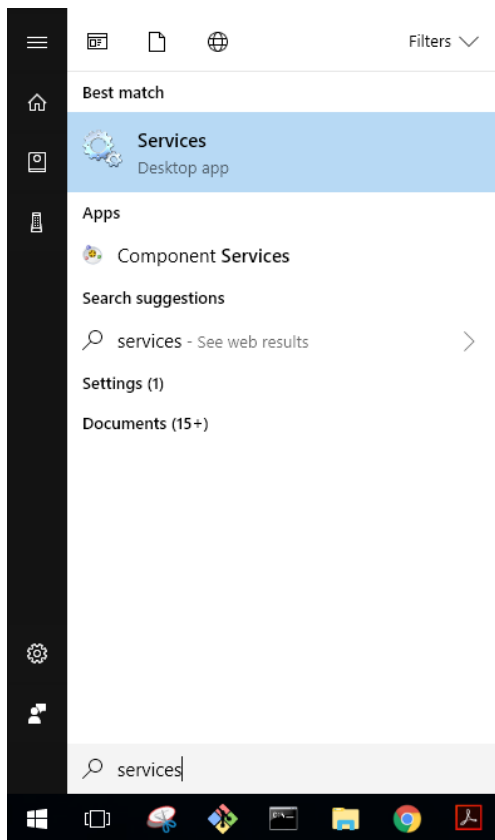 Filters
Best match
Services
Desktop app
Apps
Component Services
Search suggestions
services - See web results
Settings (1)
Documents (15+)
services